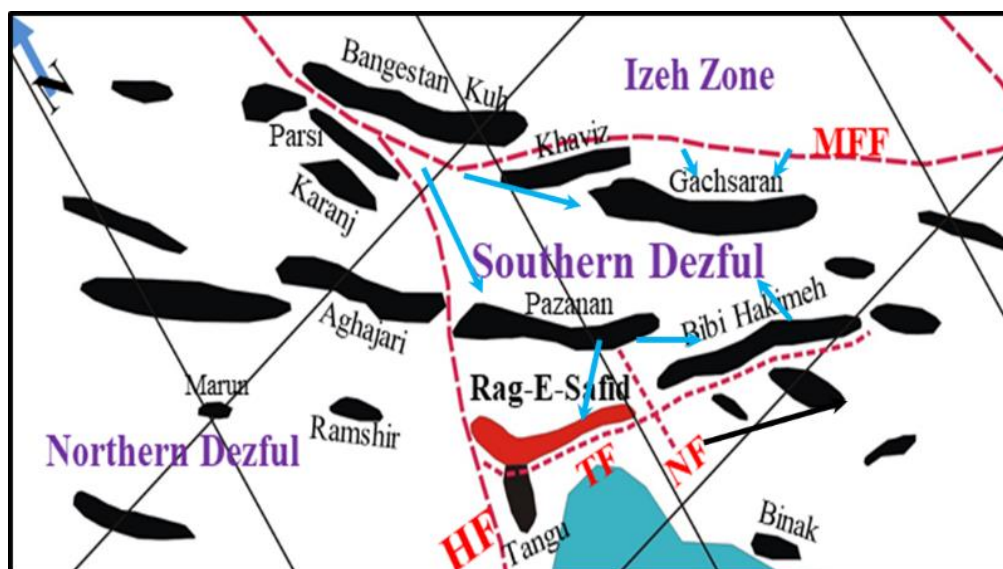 N
Bangestan Kuh
Izeh Zone
Parsi
Khaviz
MFF
Karanj
Gachsaran
Southern Dezful
Pazanan
Bibi Hakimeh
Aghajari
Marun
Rag-E-Safid
Ramshir
Northern Dezful
TF
NF
HF
Tangu
Binak